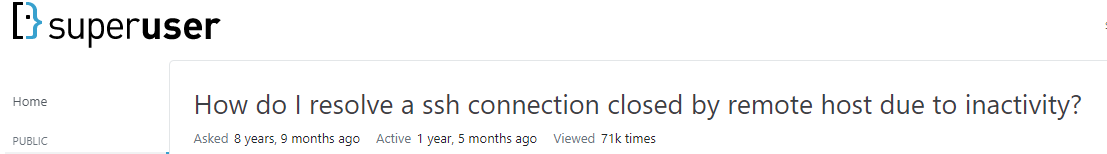 superuser
Home
How do I resolve a ssh connection closed by remote host due to inactivity?
Asked 8 years, 9 months ago Active 1 year, 5 months ago Viewed 71k times
PUBLIC